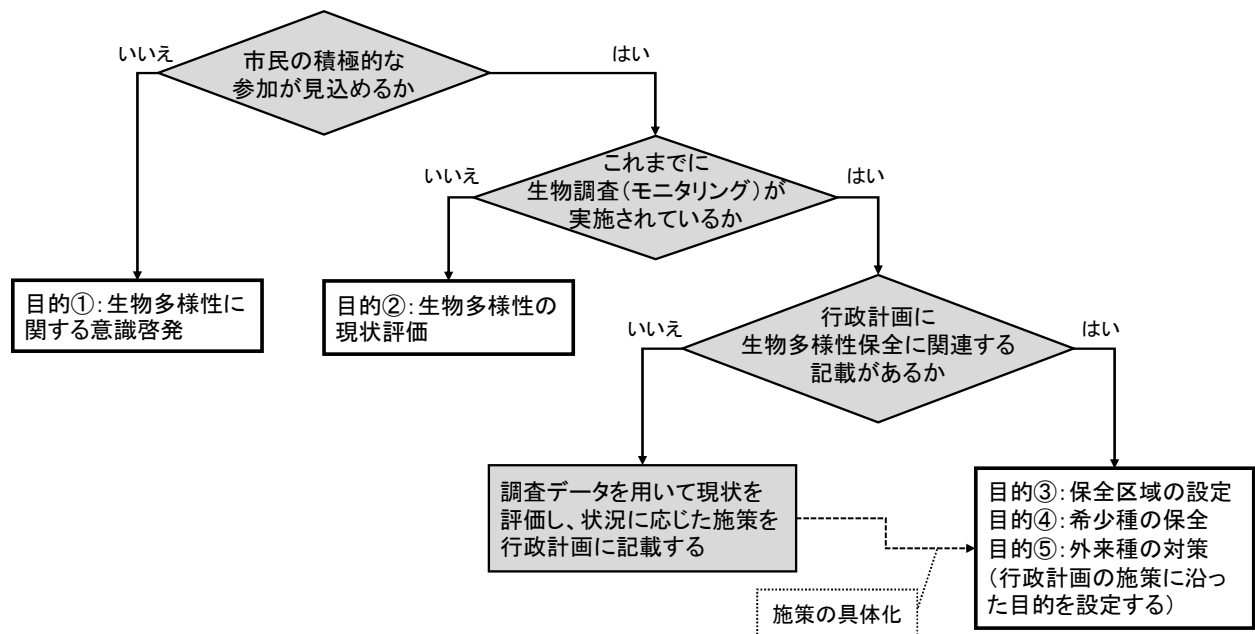 いいえ
市民の積極的な
参加が見込めるか
はい
いいえ
これまでに
生物調査(モニタリング)が
実施されているか
はい
目的①:生物多様性に
関する意識啓発
目的②:生物多様性の
現状評価
いいえ
行政計画に
生物多様性保全に関連する
記載があるか
はい
調査データを用いて現状を
評価し、状況に応じた施策を
行政計画に記載する
目的③:保全区域の設定
目的④:希少種の保全
目的⑤:外来種の対策
(行政計画の施策に沿っ
た目的を設定する)
施策の具体化